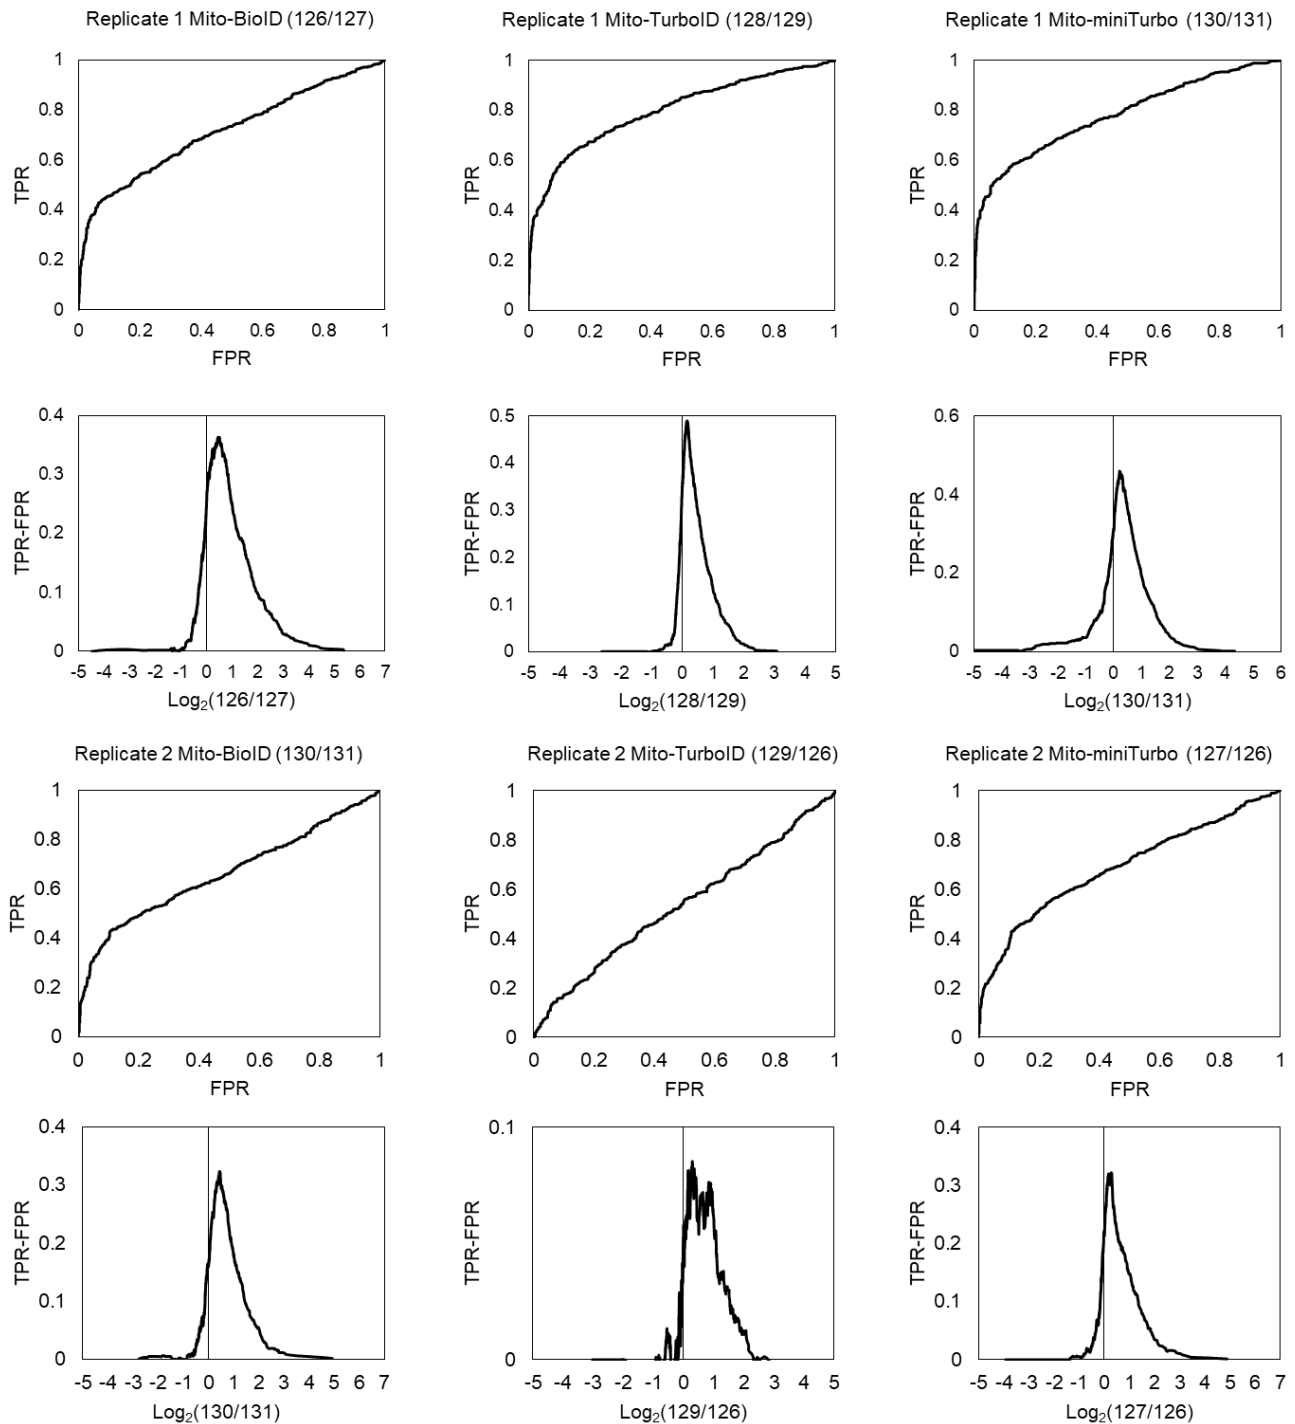 Replicate 1 Mito-BioID (126/127)
Replicate 1 Mito-TurboID (128/129)
Replicate 1 Mito-miniTurbo (130/131)
1
0.8
0.6
0.4
0.2
0
TPR
0 0.2 0.4 0.6 0.8 1
FPR
1
0.8
0.6
0.4
0.2
0
TPR
0 0.2 0.4 0.6 0.8 1
FPR
1
0.8
0.6
0.4
0.2
0
TPR
0 0.2 0.4 0.6 0.8 1
FPR
0.4
0.3
0.2
0.1
0
TPR-FPR
-5 -4 -3 -2 -1 0 1 2 3 4 5 6 7
Log₂(126/127)
0.5
0.4
0.3
0.2
0.1
0
TPR-FPR
-5 -4 -3 -2 -1 0 1 2 3 4 5
Log₂(128/129)
0.6
0.4
0.2
0
TPR-FPR
-5 -4 -3 -2 -1 0 1 2 3 4 5 6
Log₂(130/131)
Replicate 2 Mito-BioID (130/131)
Replicate 2 Mito-TurboID (129/126)
Replicate 2 Mito-miniTurbo (127/126)
1
0.8
0.6
0.4
0.2
0
TPR
0 0.2 0.4 0.6 0.8 1
FPR
1
0.8
0.6
0.4
0.2
0
TPR
0 0.2 0.4 0.6 0.8 1
FPR
1
0.8
0.6
0.4
0.2
0
TPR
0 0.2 0.4 0.6 0.8 1
FPR
0.4
0.3
0.2
0.1
0
TPR-FPR
-5 -4 -3 -2 -1 0 1 2 3 4 5 6 7
Log₂(130/131)
0.1
0
TPR-FPR
-5 -4 -3 -2 -1 0 1 2 3 4 5
Log₂(129/126)
0.4
0.3
0.2
0.1
0
TPR-FPR
-5 -4 -3 -2 -1 0 1 2 3 4 5 6 7
Log₂(127/126)